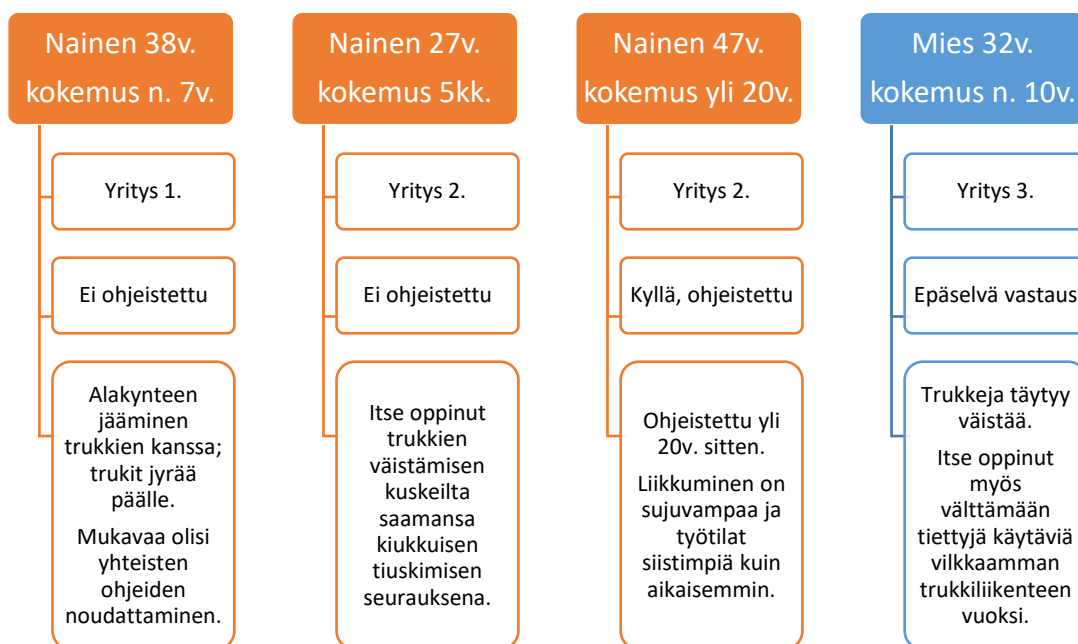 Nainen 38v.
kokemus n. 7v.
Yritys 1.
Ei ohjeistettu
Alakynteen
jääminen
trukkien kanssa;
trukit jyrää
päälle.
Mukavaa olisi
yhteisten
ohjeiden
noudattaminen.
Nainen 27v.
kokemus 5kk.
Yritys 2.
Ei ohjeistettu
Itse oppinut
trukkien
väistämisen
kuskeilta
saamansa
kiukkuisen
tiuskimisen
seurauksena.
Nainen 47v.
kokemus yli 20v.
Yritys 2.
Kyllä, ohjeistettu
Ohjeistettu yli
20v. sitten.
Liikkuminen on
sujuvampaa ja
työtilat
siistimpiä kuin
aikaisemmin.
Mies 32v.
kokemus n. 10v.
Yritys 3.
Epäselvä vastaus
Trukkeja täytyy
väistää.
Itse oppinut
myös
välttämään
tiettyjä käytäviä
vilkkaamman
trukkiliikenteen
vuoksi.